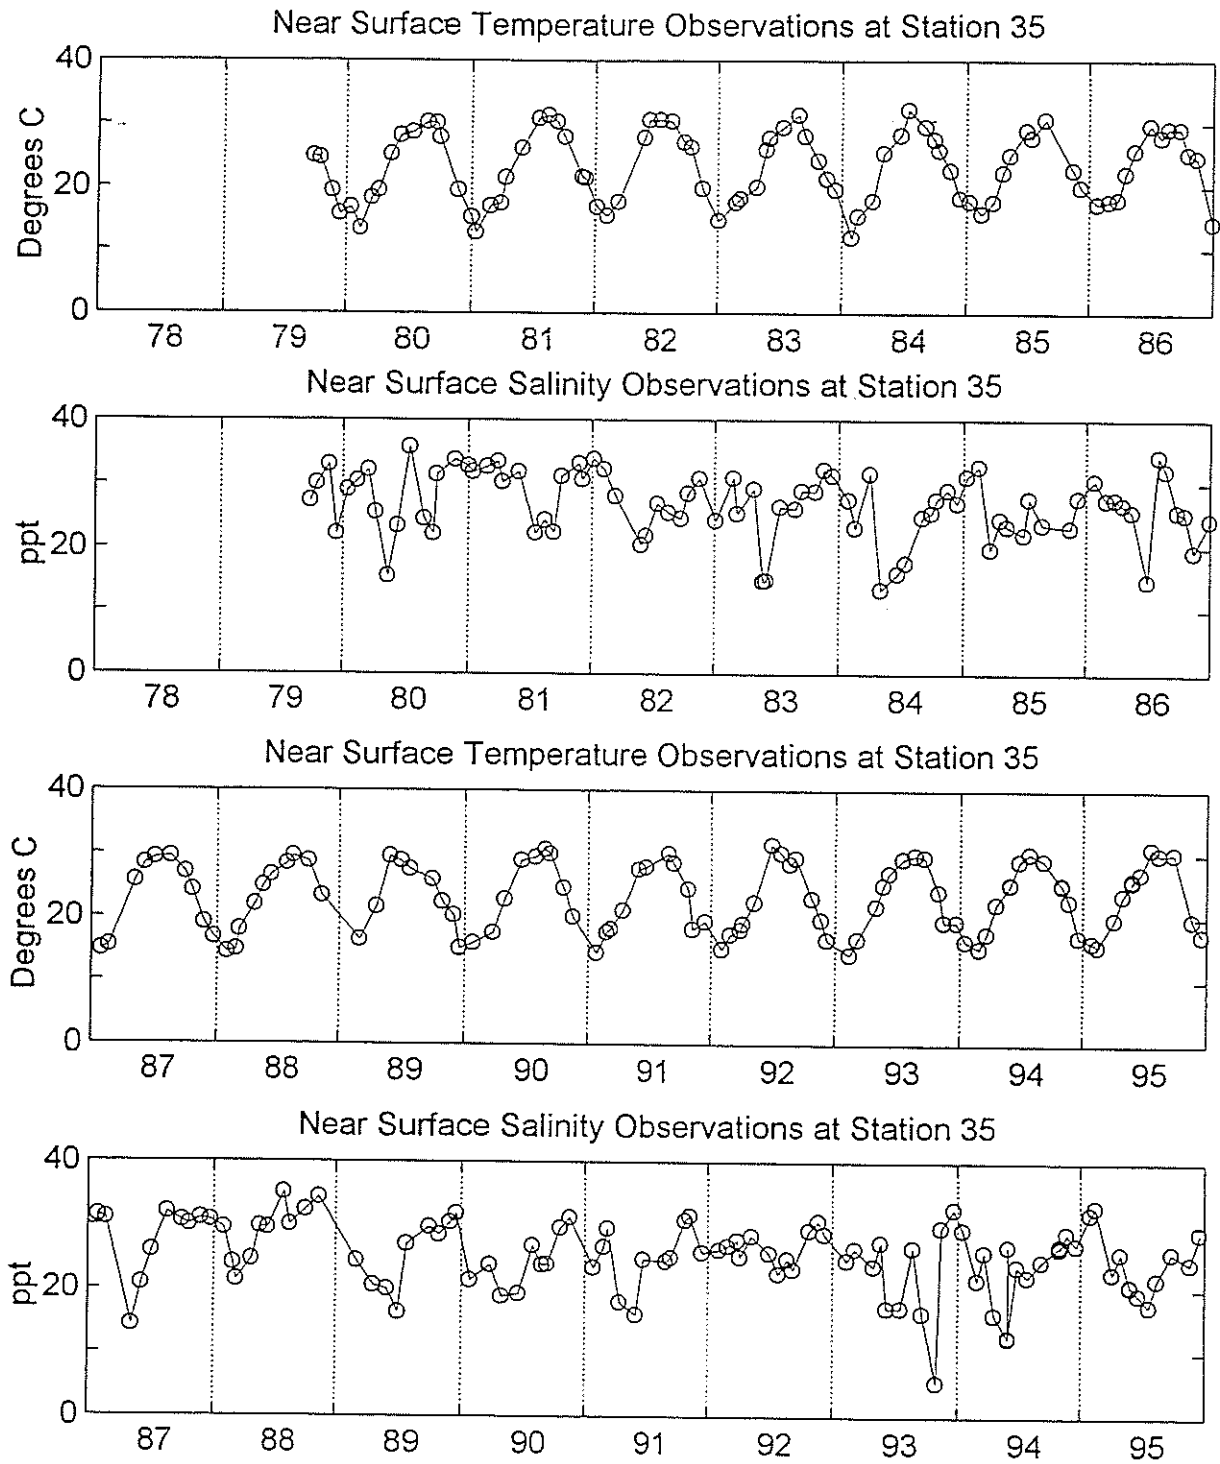 Near Surface Temperature Observations at Station 35
40
20
0
Degrees C
78 79 80 81 82 83 84 85 86
Near Surface Salinity Observations at Station 35
40
20
0
ppt
78 79 80 81 82 83 84 85 86
Near Surface Temperature Observations at Station 35
40
20
0
Degrees C
87 88 89 90 91 92 93 94 95
Near Surface Salinity Observations at Station 35
40
20
0
ppt
87 88 89 90 91 92 93 94 95